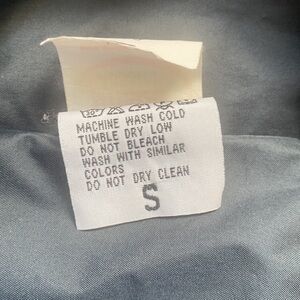 MACHINE WASH COLD
TUMBLE DRY LOW
DO NOT BLEACH
WASH WITH SIMILAR
COLORS
DO NOT DRY CLEAN
S